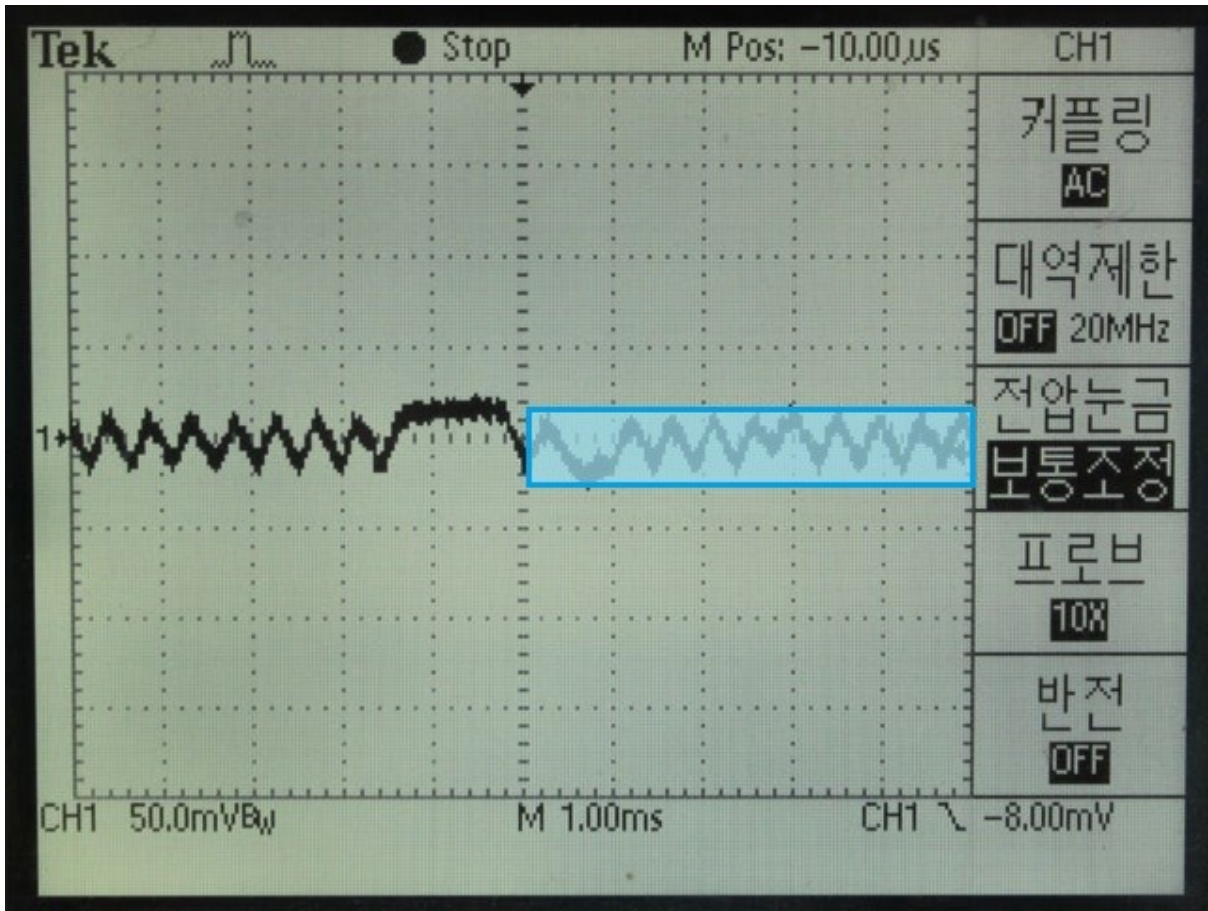 Tek Stop M Pos: -10.00µs CH1
커플링
AC
대역제한
OFF 20MHz
전압눈금
보통조정
프로브
10X
반전
OFF
1
CH1 50.0mVBW M 1.00ms CH1 -8.00mV